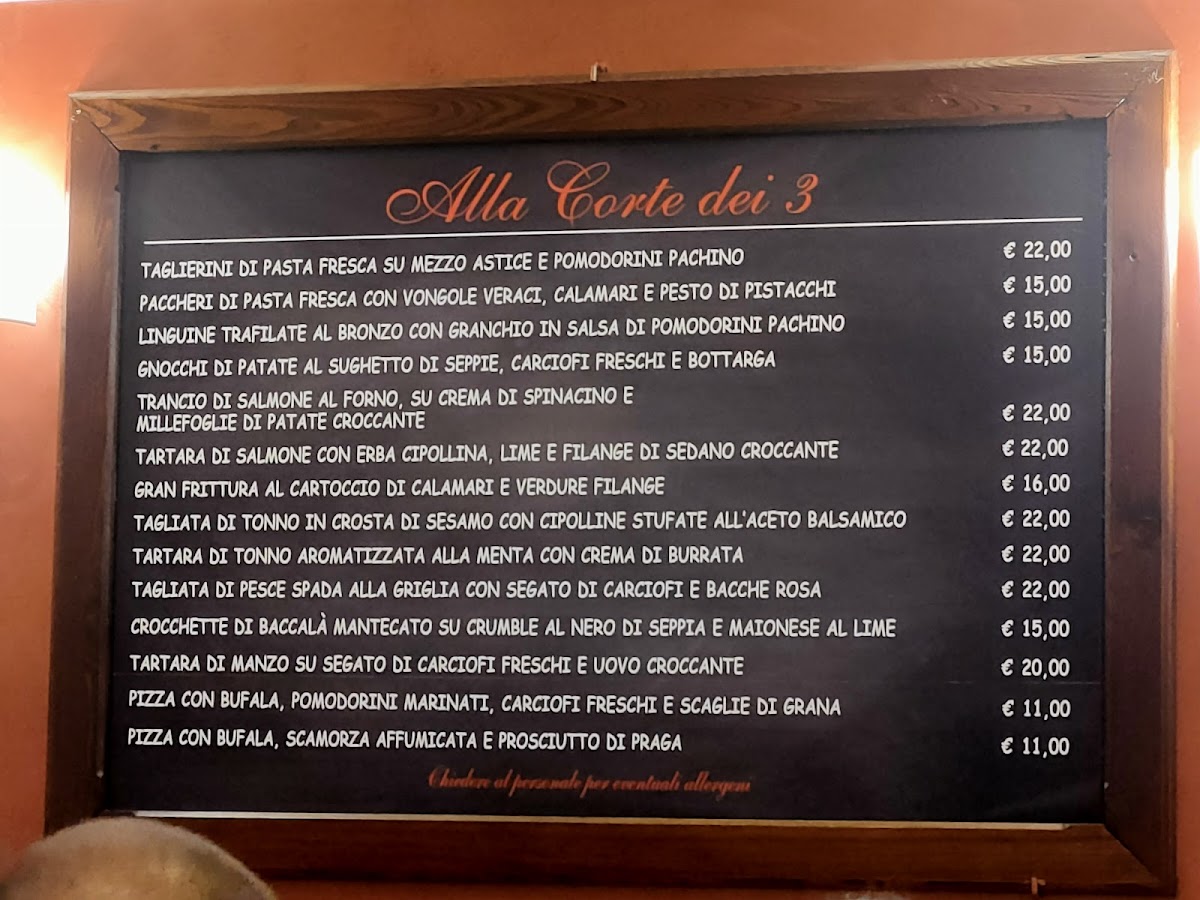 Alla Corte dei 3
TAGLIERINI DI PASTA FRESCA SU MEZZO ASTICE E POMODORINI PACHINO € 22,00
PACCHERI DI PASTA FRESCA CON VONGOLE VERACI, CALAMARI E PESTO DI PISTACCHI € 15,00
LINGUINE TRAFILATE AL BRONZO CON GRANCHIO IN SALSA DI POMODORINI PACHINO € 15,00
GNOCCHI DI PATATE AL SUGHETTO DI SEPPIE, CARCIOFI FRESCHI E BOTTARGA € 15,00
TRANCIO DI SALMONE AL FORNO, SU CREMA DI SPINACINO E
MILLEFOGLIE DI PATATE CROCCANTE € 22,00
TARTARA DI SALMONE CON ERBA CIPOLLINA, LIME E FILANGE DI SEDANO CROCCANTE € 22,00
GRAN FRITTURA AL CARTOCCIO DI CALAMARI E VERDURE FILANGE € 16,00
TAGLIATA DI TONNO IN CROSTA DI SESAMO CON CIPOLLINE STUFATE ALL'ACETO BALSAMICO € 22,00
TARTARA DI TONNO AROMATIZZATA ALLA MENTA CON CREMA DI BURRATA € 22,00
TAGLIATA DI PESCE SPADA ALLA GRIGLIA CON SEGATO DI CARCIOFI E BACCHE ROSA € 22,00
CROCCHETTE DI BACCALÀ MANTECATO SU CRUMBLE AL NERO DI SEPPIA E MAIONESE AL LIME € 15,00
TARTARA DI MANZO SU SEGATO DI CARCIOFI FRESCHI E UOVO CROCCANTE € 20,00
PIZZA CON BUFALA, POMODORINI MARINATI, CARCIOFI FRESCHI E SCAGLIE DI GRANA € 11,00
PIZZA CON BUFALA, SCAMORZA AFFUMICATA E PROSCIUTTO DI PRAGA € 11,00
Chiedere al personale per eventuali allergeni